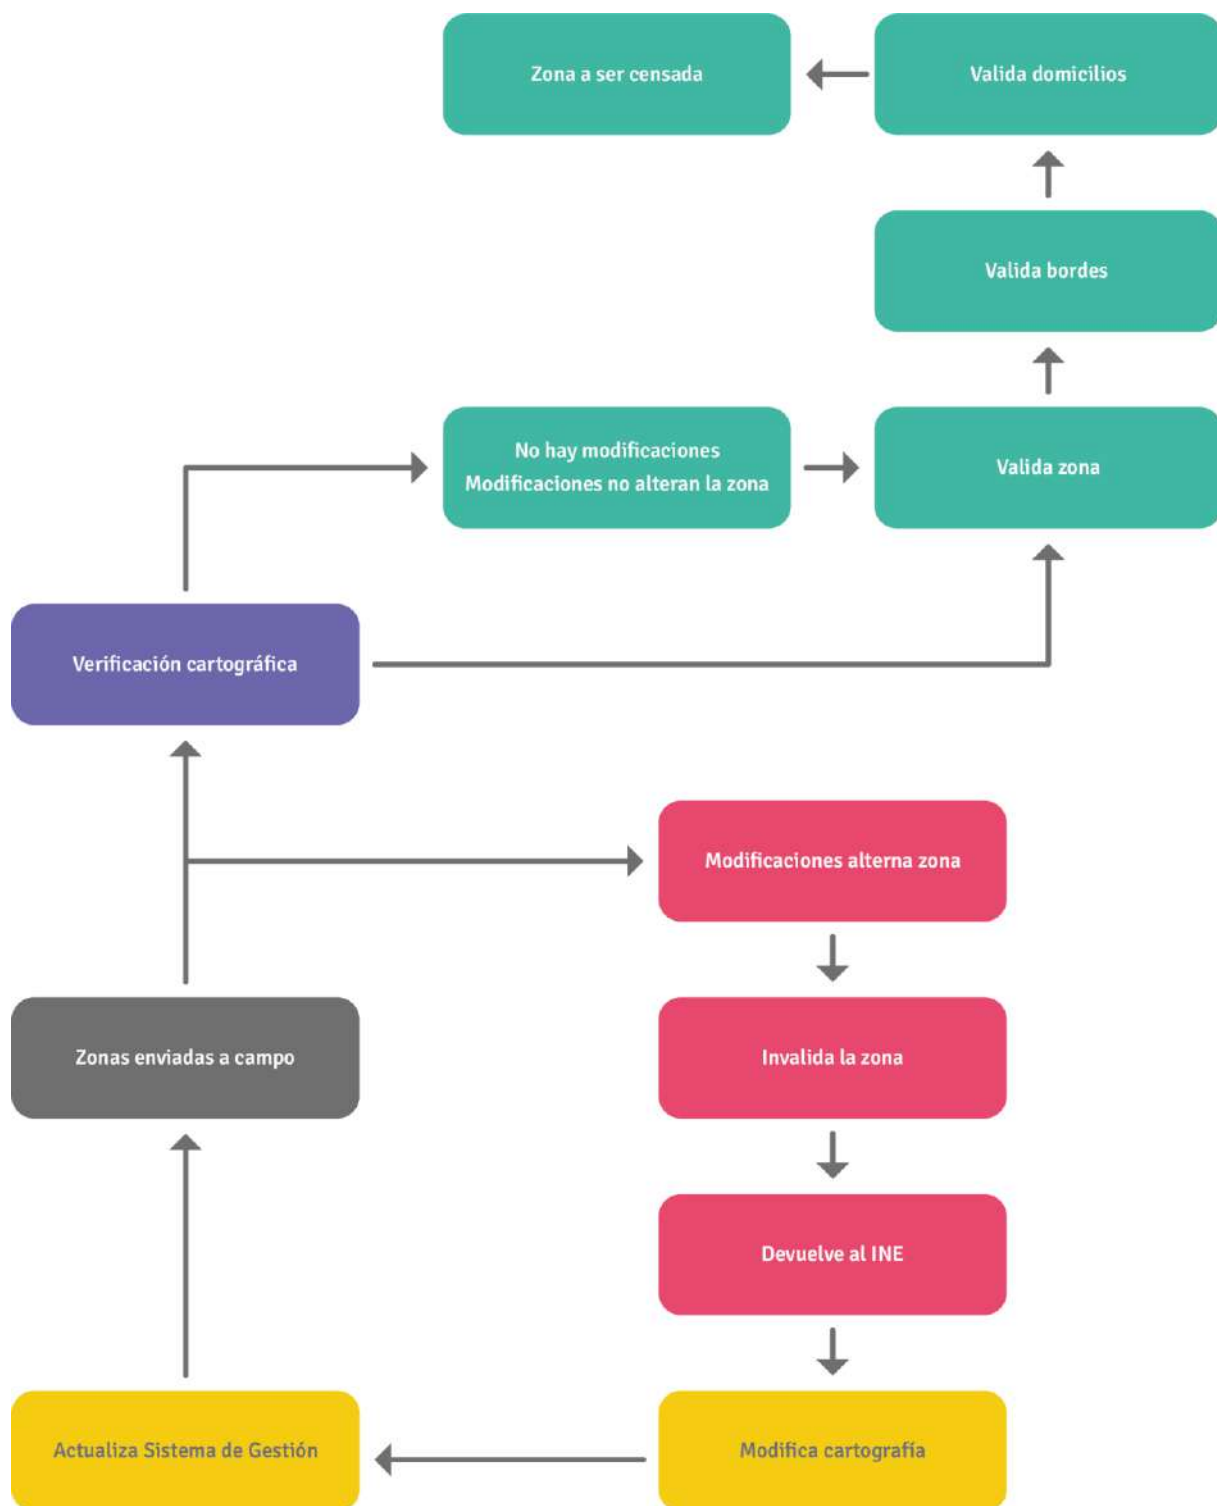 Zona a ser censada
Valida domicilios
Valida bordes
No hay modificaciones
Modificaciones no alteran la zona
Valida zona
Verificación cartográfica
Modificaciones alterna zona
Zonas enviadas a campo
Invalida la zona
Devuelve al INE
Actualiza Sistema de Gestión
Modifica cartografía